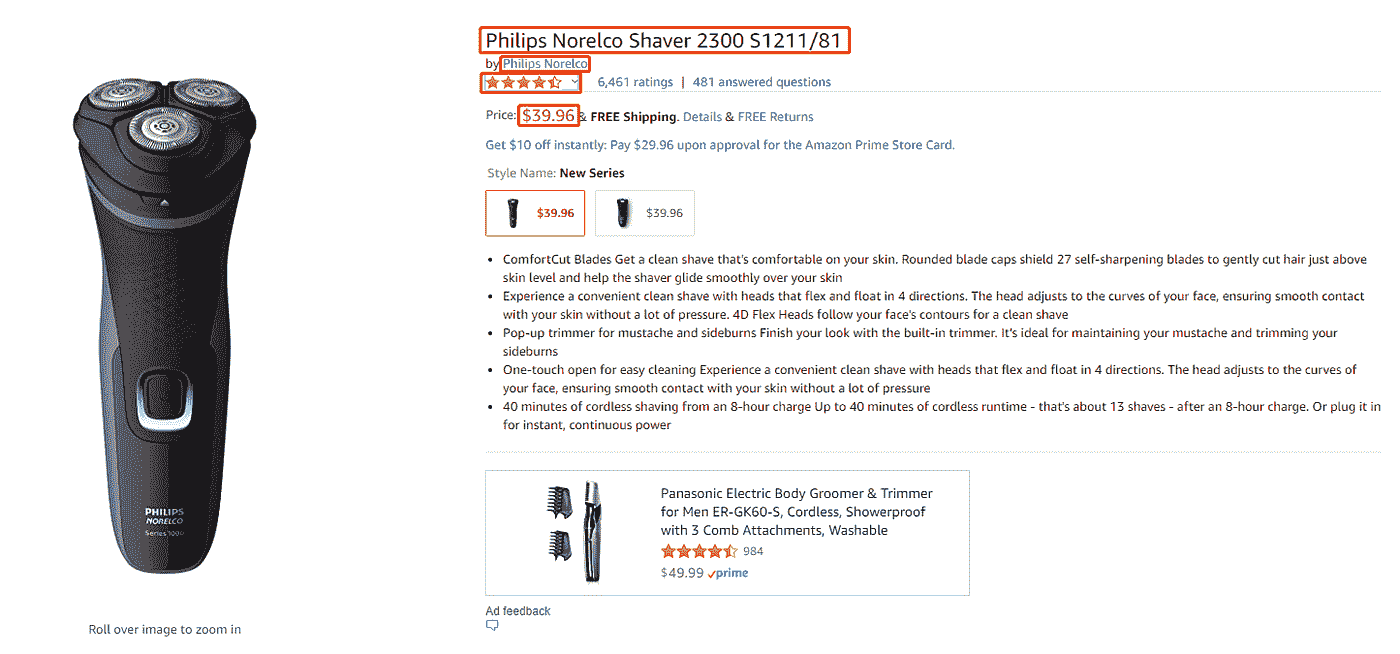 Philips Norelco Shaver 2300 S1211/81
by Philips Norelco
6,461 ratings | 481 answered questions
Price: $39.96 & FREE Shipping. Details & FREE Returns
Get $10 off instantly: Pay $29.96 upon approval for the Amazon Prime Store Card.
Style Name: New Series
$39.96 $39.96
• ComfortCut Blades Get a clean shave that's comfortable on your skin. Rounded blade caps shield 27 self-sharpening blades to gently cut hair just above
skin level and help the shaver glide smoothly over your skin
• Experience a convenient clean shave with heads that flex and float in 4 directions. The head adjusts to the curves of your face, ensuring smooth contact
with your skin without a lot of pressure. 4D Flex Heads follow your face's contours for a clean shave
• Pop-up trimmer for mustache and sideburns Finish your look with the built-in trimmer. It's ideal for maintaining your mustache and trimming your
sideburns
• One-touch open for easy cleaning Experience a convenient clean shave with heads that flex and float in 4 directions. The head adjusts to the curves of
your face, ensuring smooth contact with your skin without a lot of pressure
• 40 minutes of cordless shaving from an 8-hour charge Up to 40 minutes of cordless runtime - that's about 13 shaves - after an 8-hour charge. Or plug it in
for instant, continuous power
PHILIPS
NORELCO
Series 1000
Panasonic Electric Body Groomer & Trimmer
for Men ER-GK60-S, Cordless, Showerproof
with 3 Comb Attachments, Washable
984
$49.99 prime
Ad feedback
Roll over image to zoom in